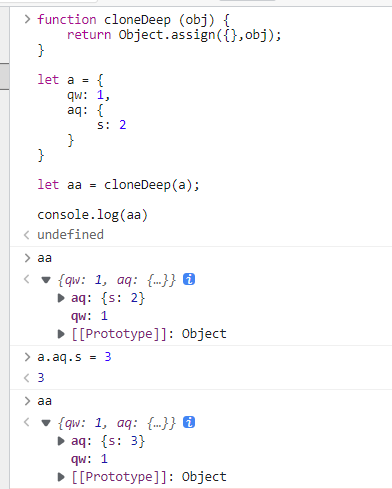 > function cloneDeep (obj) {
return Object.assign({},obj);
}
let a = {
qw: 1,
aq: {
s: 2
}
}
let aa = cloneDeep(a);
console.log(aa)
< undefined
> aa
< ▼ {qw: 1, aq: {…}} i
▶ aq: {s: 2}
qw: 1
▶ [[Prototype]]: Object
> a.aq.s = 3
< 3
> aa
< ▼ {qw: 1, aq: {…}} i
▶ aq: {s: 3}
qw: 1
▶ [[Prototype]]: Object